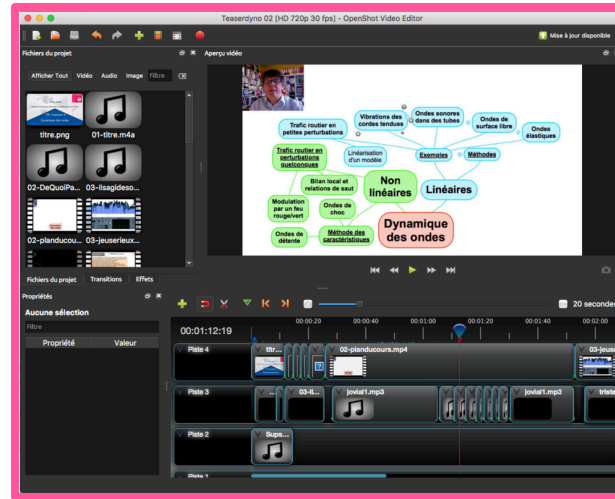 Teaserdyno 02 [HD 720p 30 fps] - OpenShot Video Editor
Mise à jour disponible
Fichiers du projet
Aperçu vidéo
Afficher Tout Vidéo Audio Image Filtre
titre.png 01-titre.m4a
02-DeQuoiPa... 03-Ilsagideso...
02-planducou... 03-jeuserieux...
Fichiers du projet Transitions Effets
Trafic routier en petites perturbations
Vibrations des cordes tendues
Ondes sonores dans des tubes
Ondes de surface libre
Ondes élastiques
Trafic routier en perturbations quelconques
Linéarisation d'un modèle
Exemples
Méthodes
Bilan local et relations de saut
Non linéaires
Linéaires
Modulation par un feu rouge/vert
Ondes de choc
Ondes de détente
Méthode des caractéristiques
Dynamique des ondes
Propriétés
Aucune sélection
Filtre
Propriété Valeur
20 secondes
00:01:12:19
00:00:20 00:00:40 00:01:00 00:01:20 00:01:40 00:02:00
Piste 4 titr... 02-planducours.mp4 03-jeuse
Piste 3 ... 03-Il... jovial1.mp3 jovial1.mp3 triste
Piste 2 Sups...
Piste 1